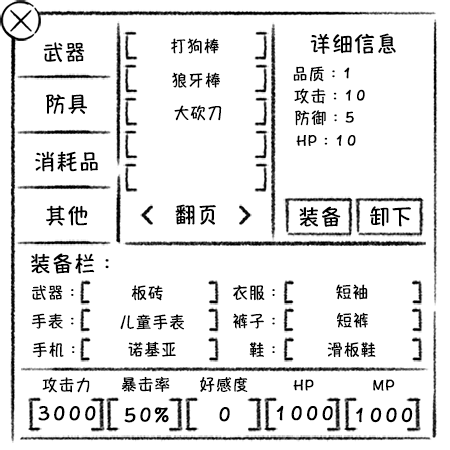 武器
防具
消耗品
其他
[ 打狗棒 ]
[ 狼牙棒 ]
[ 大砍刀 ]
[ ]
[ ]
< 翻页 >
详细信息
品质：1
攻击：10
防御：5
HP：10
装备 卸下
装备栏：
武器：[ 板砖 ] 衣服：[ 短袖 ]
手表：[ 儿童手表 ] 裤子：[ 短裤 ]
手机：[ 诺基亚 ] 鞋：[ 滑板鞋 ]
攻击力 暴击率 好感度 HP MP
[3000] [50%] [0] [1000] [1000]